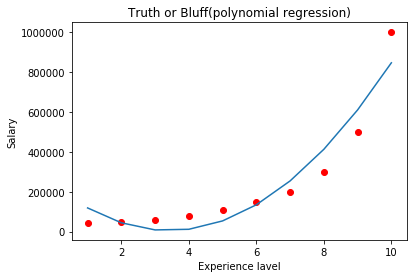 Truth or Bluff(polynomial regression)
1000000
800000
600000
400000
200000
0
Salary
2 4 6 8 10
Experience lavel